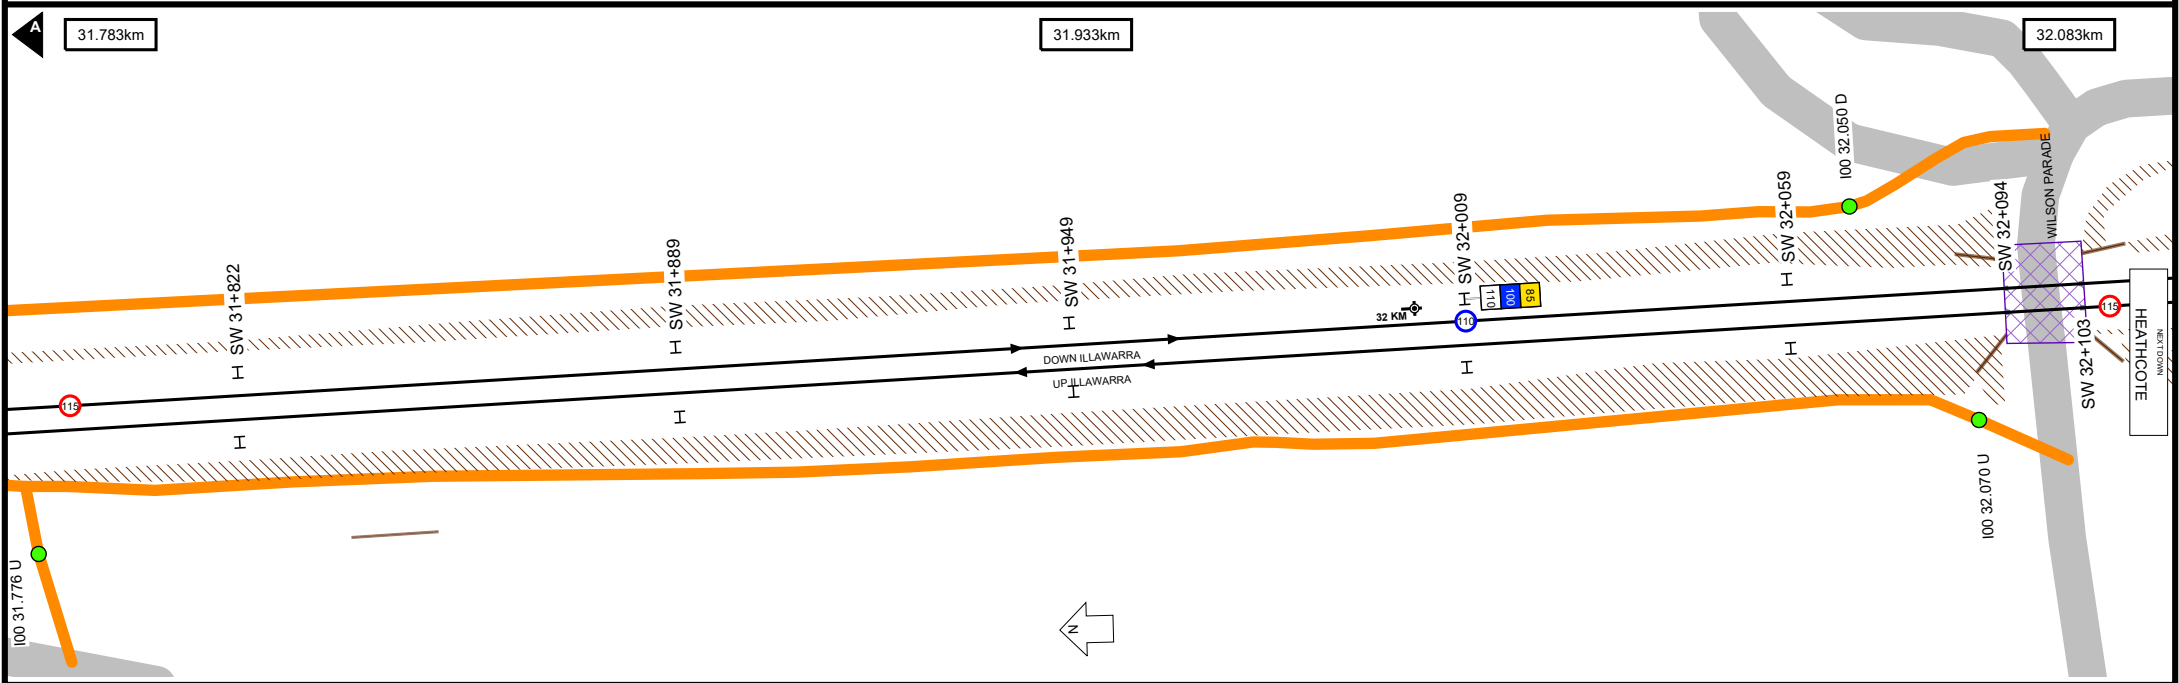 A
31.783km
31.933km
32.083km
I00 32.050 D
WILSON PARADE
SW 31+822
SW 31+889
SW 31+949
SW 32+009
SW 32+059
SW 32+094
110
100
85
32 KM
110
115
DOWN ILLAWARRA
UP ILLAWARRA
115
SW 32+103
HEATHCOTE
NEXT DOWN
I00 31.776 U
I00 32.070 U
N